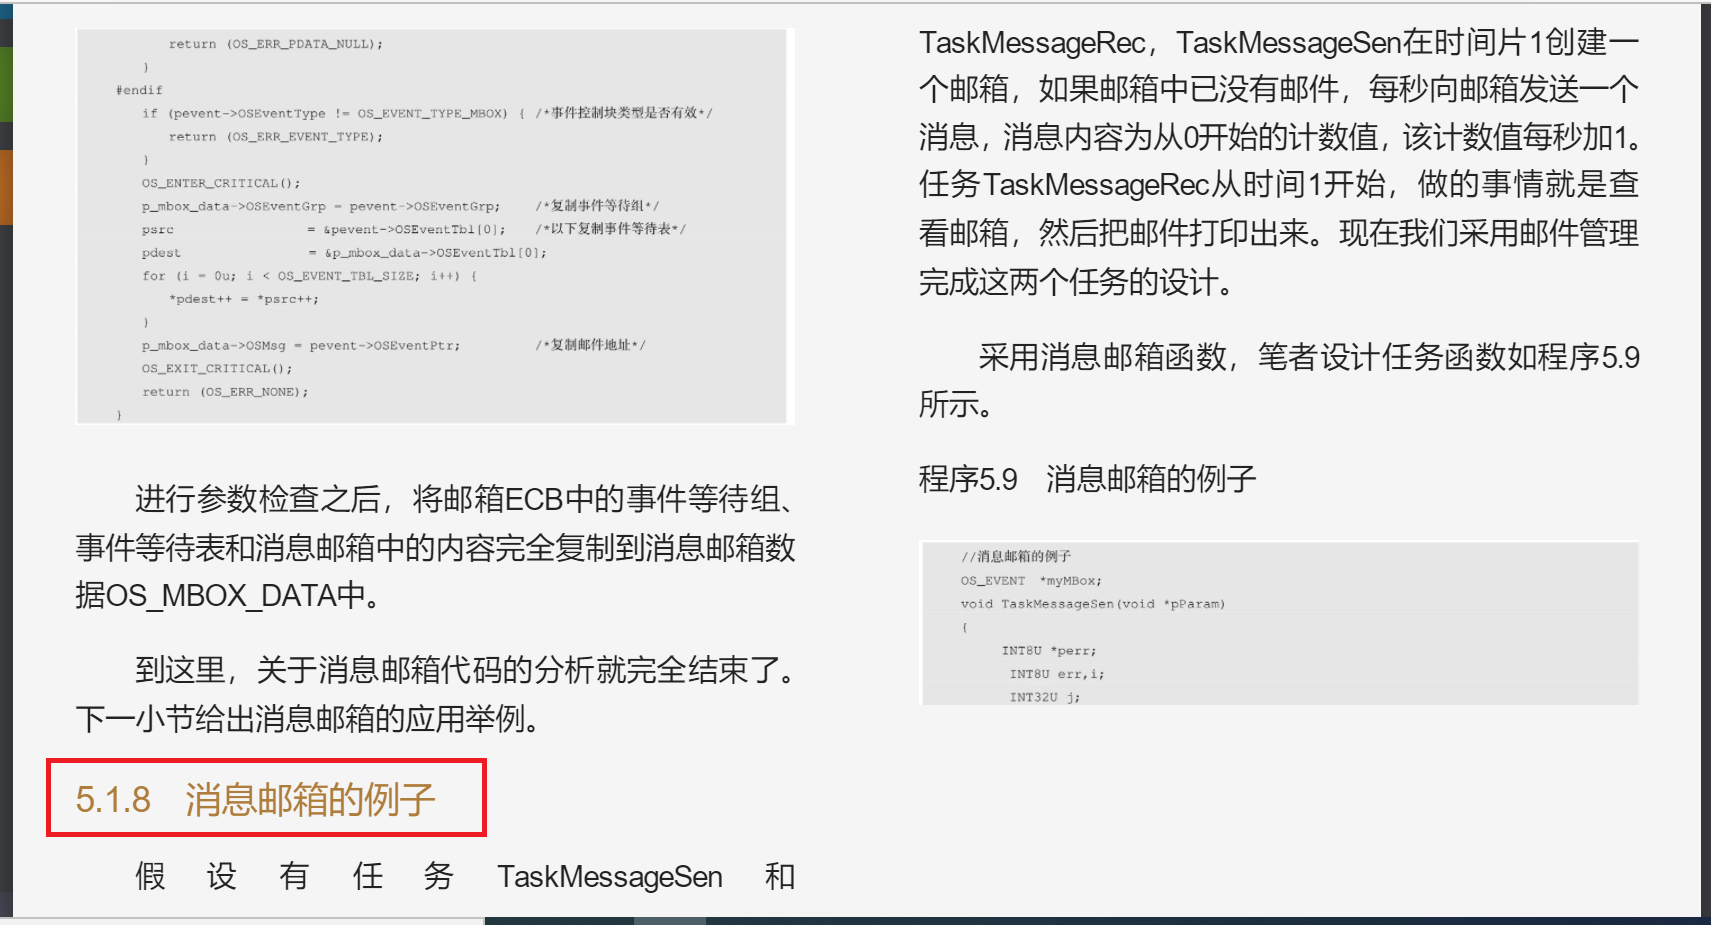 return (OS_ERR_PDATA_NULL);
}
#endif
if (pevent->OSEventType != OS_EVENT_TYPE_MBOX) { /*事件控制块类型是否有效*/
return (OS_ERR_EVENT_TYPE);
}
OS_ENTER_CRITICAL();
p_mbox_data->OSEventGrp = pevent->OSEventGrp; /*复制事件等待组*/
psrc = &pevent->OSEventTbl[0]; /*以下复制事件等待表*/
pdest = &p_mbox_data->OSEventTbl[0];
for (i = 0u; i < OS_EVENT_TBL_SIZE; i++) {
*pdest++ = *psrc++;
}
p_mbox_data->OSMsg = pevent->OSEventPtr; /*复制邮件地址*/
OS_EXIT_CRITICAL();
return (OS_ERR_NONE);
}
进行参数检查之后，将邮箱ECB中的事件等待组、
事件等待表和消息邮箱中的内容完全复制到消息邮箱数
据OS_MBOX_DATA中。
到这里，关于消息邮箱代码的分析就完全结束了。
下一小节给出消息邮箱的应用举例。
5.1.8 消息邮箱的例子
假设有任务TaskMessageSen和
TaskMessageRec，TaskMessageSen在时间片1创建一
个邮箱，如果邮箱中已没有邮件，每秒向邮箱发送一个
消息，消息内容为从0开始的计数值，该计数值每秒加1。
任务TaskMessageRec从时间1开始，做的事情就是查
看邮箱，然后把邮件打印出来。现在我们采用邮件管理
完成这两个任务的设计。
采用消息邮箱函数，笔者设计任务函数如程序5.9
所示。
程序5.9 消息邮箱的例子
//消息邮箱的例子
OS_EVENT *myMBox;
void TaskMessageSen(void *pParam)
{
INT8U *perr;
INT8U err,i;
INT32U j;